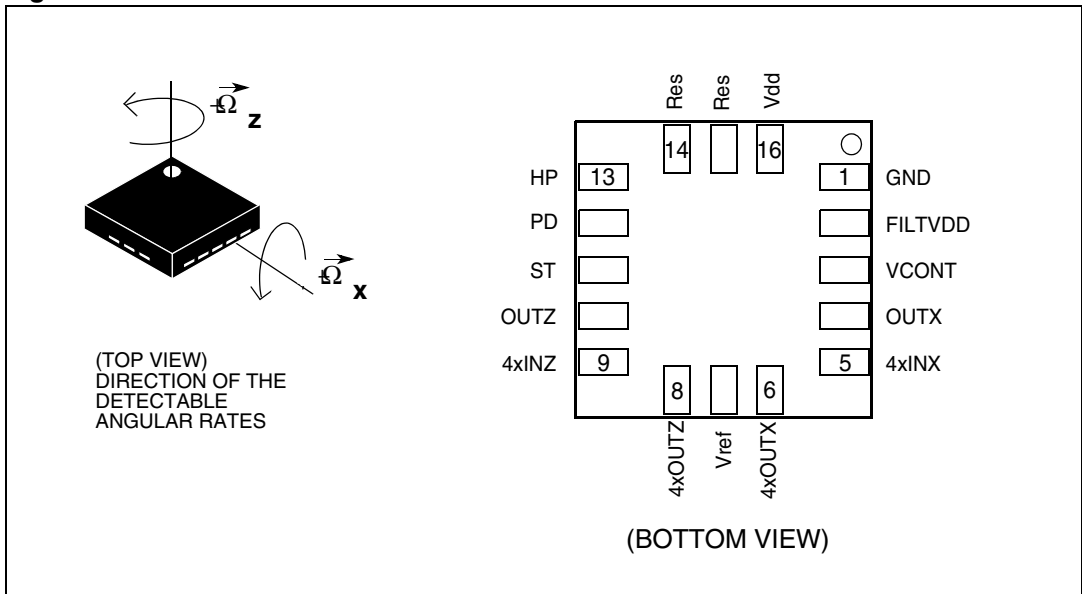 +Ω z
+Ω x
(TOP VIEW)
DIRECTION OF THE
DETECTABLE
ANGULAR RATES
Res
Res
Vdd
14
16
HP
13
1
GND
PD
FILTVDD
ST
VCONT
OUTZ
OUTX
4xINZ
9
5
4xINX
8
6
4xOUTZ
Vref
4xOUTX
(BOTTOM VIEW)